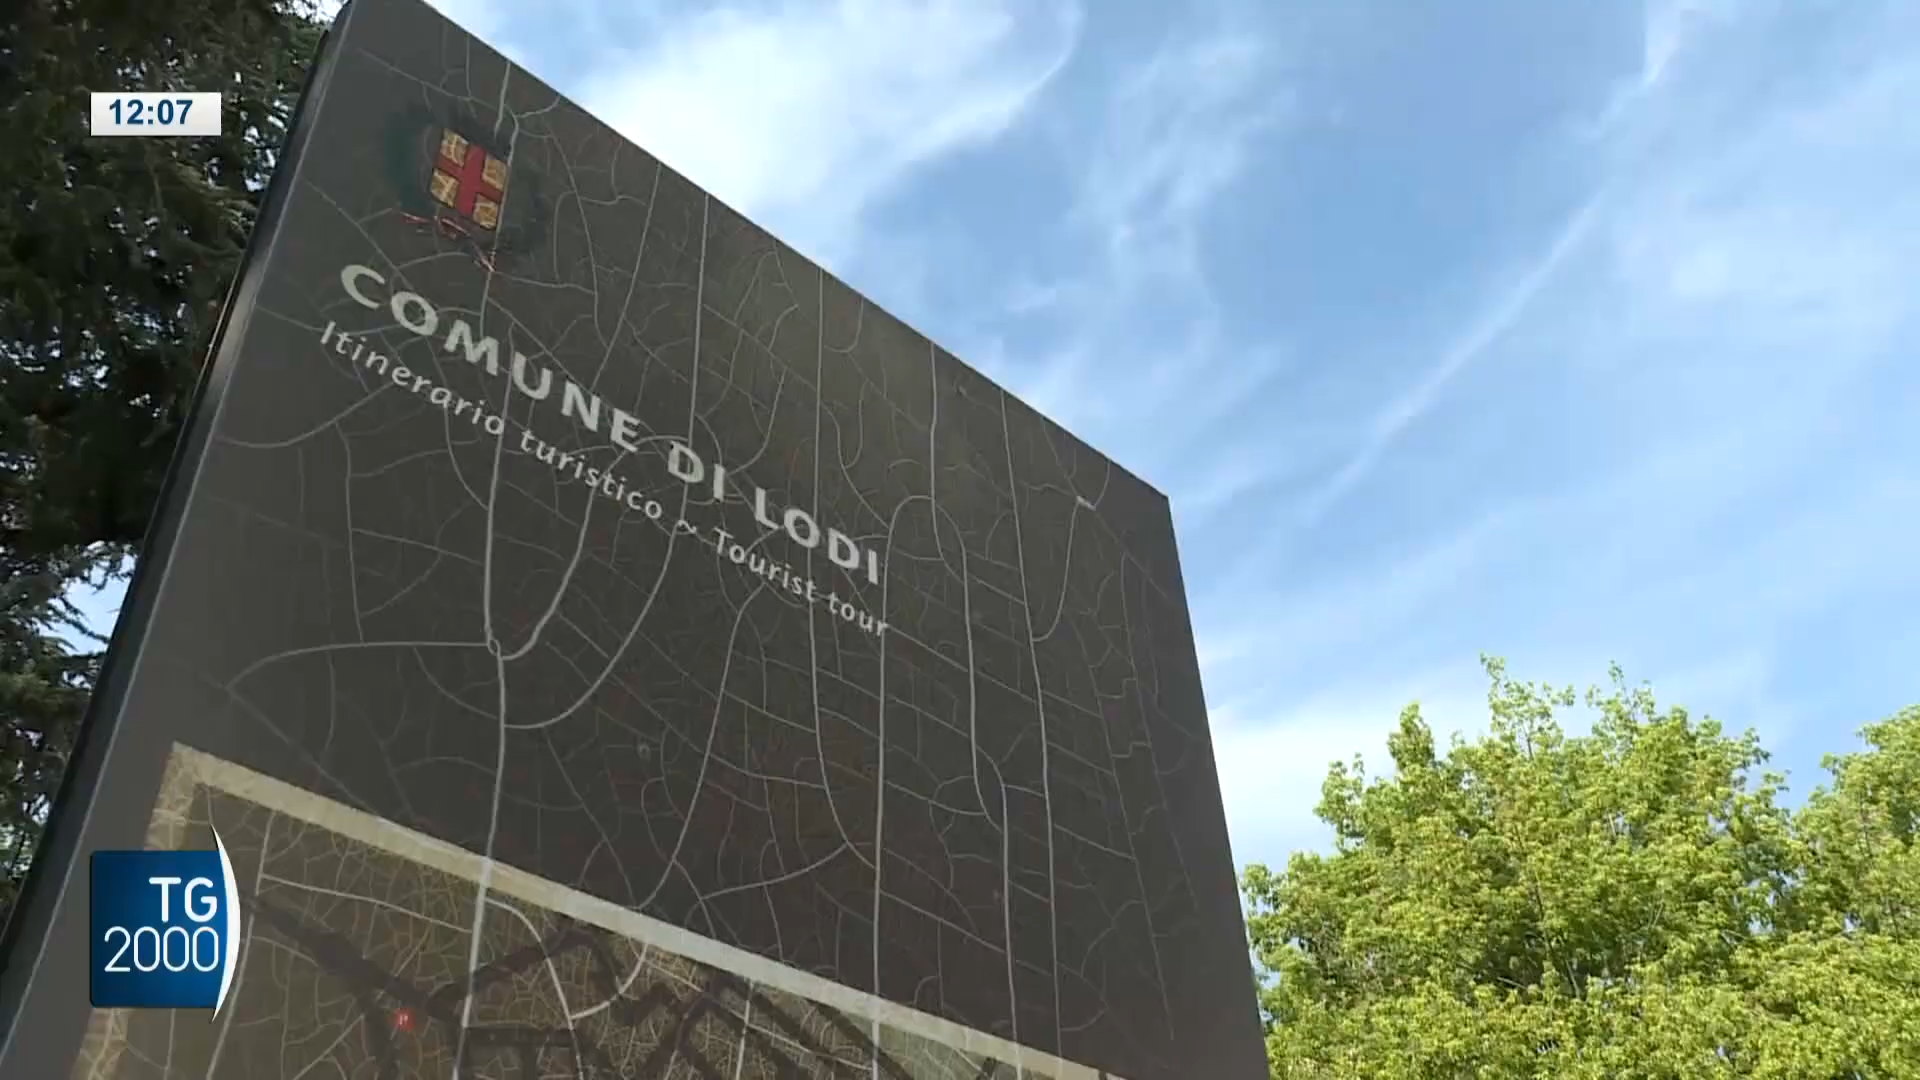 12:07
COMUNE DI LODI
Itinerario turistico ~ Tourist tour
TG
2000